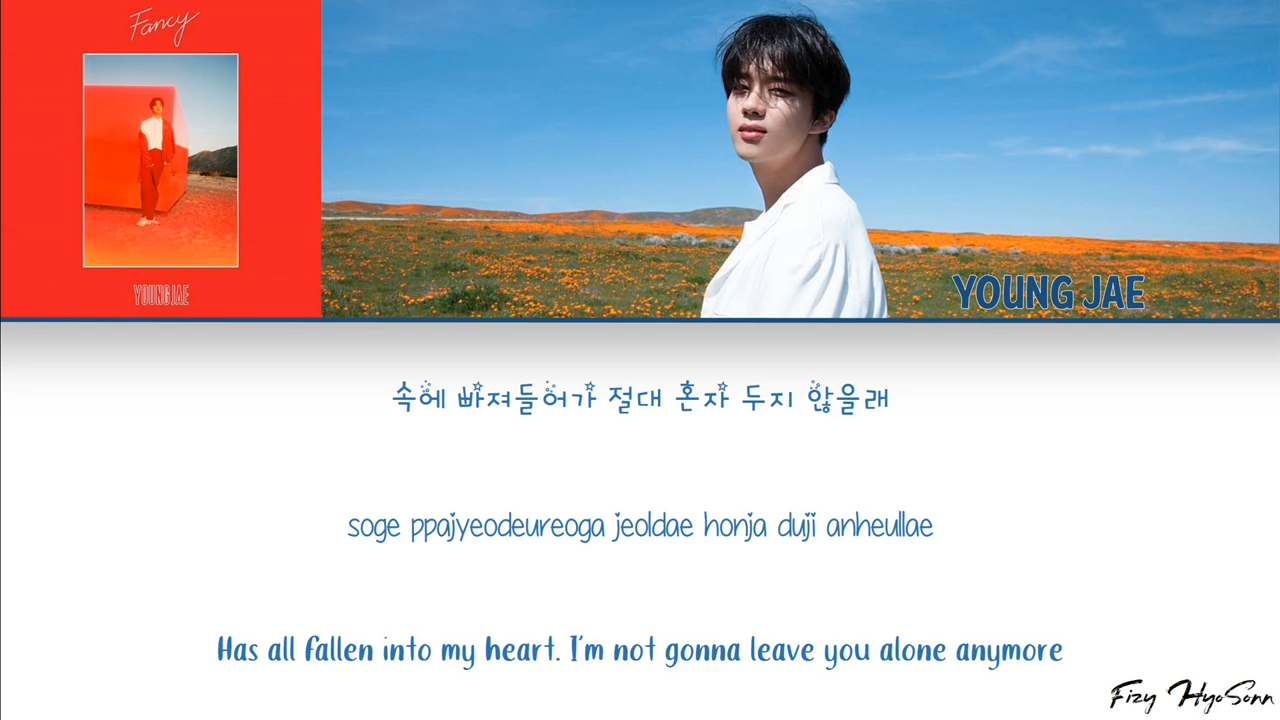 Fancy
YOUNGJAE
YOUNG JAE
속에 빠져들어가 절대 혼자 두지 않을래
soge ppajyeodeureoga jeoldae honja duji anheullae
Has all fallen into my heart. I'm not gonna leave you alone anymore
Fizy HyoSonn